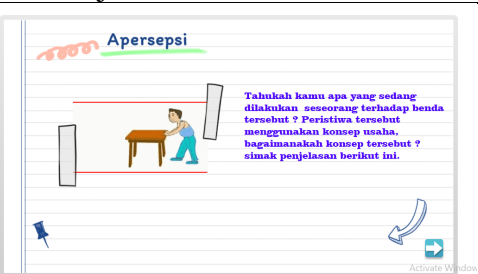 Apersepsi
Tahukah kamu apa yang sedang
dilakukan seseorang terhadap benda
tersebut ? Peristiwa tersebut
menggunakan konsep usaha,
bagaimanakah konsep tersebut ?
simak penjelasan berikut ini.
Activate Window